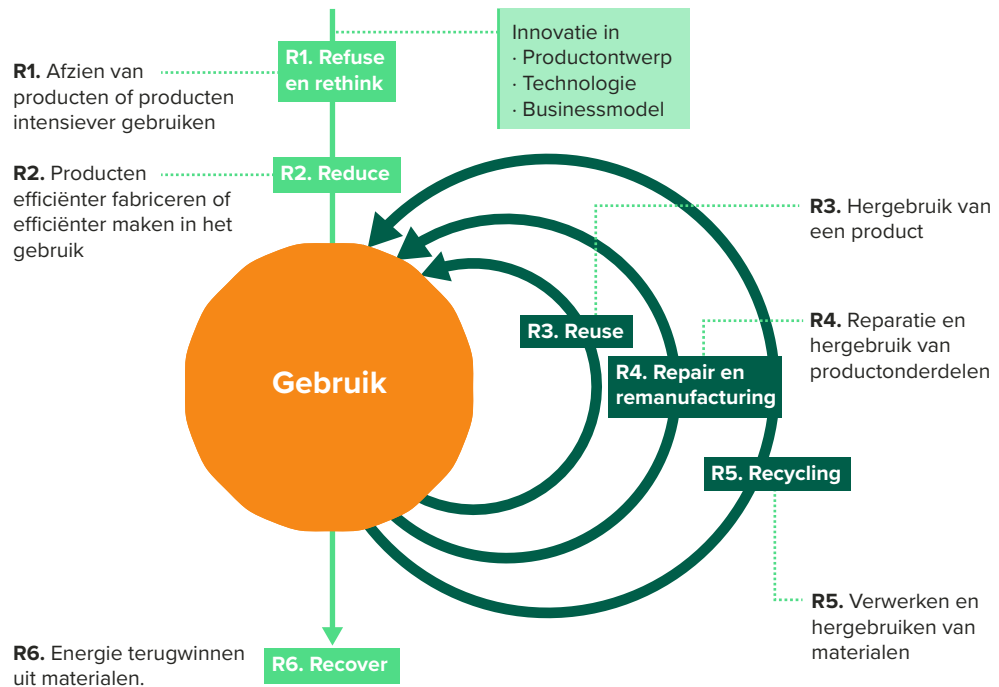 Innovatie in
· Productontwerp
· Technologie
· Businessmodel
R1. Refuse
en rethink
R1. Afzien van
producten of producten
intensiever gebruiken
R2. Reduce
R2. Producten
efficiënter fabriceren of
efficiënter maken in het
gebruik
R3. Hergebruik van
een product
R3. Reuse
R4. Reparatie en
hergebruik van
productonderdelen
R4. Repair en
remanufacturing
Gebruik
R5. Recycling
R5. Verwerken en
hergebruiken van
materialen
R6. Energie terugwinnen
uit materialen.
R6. Recover